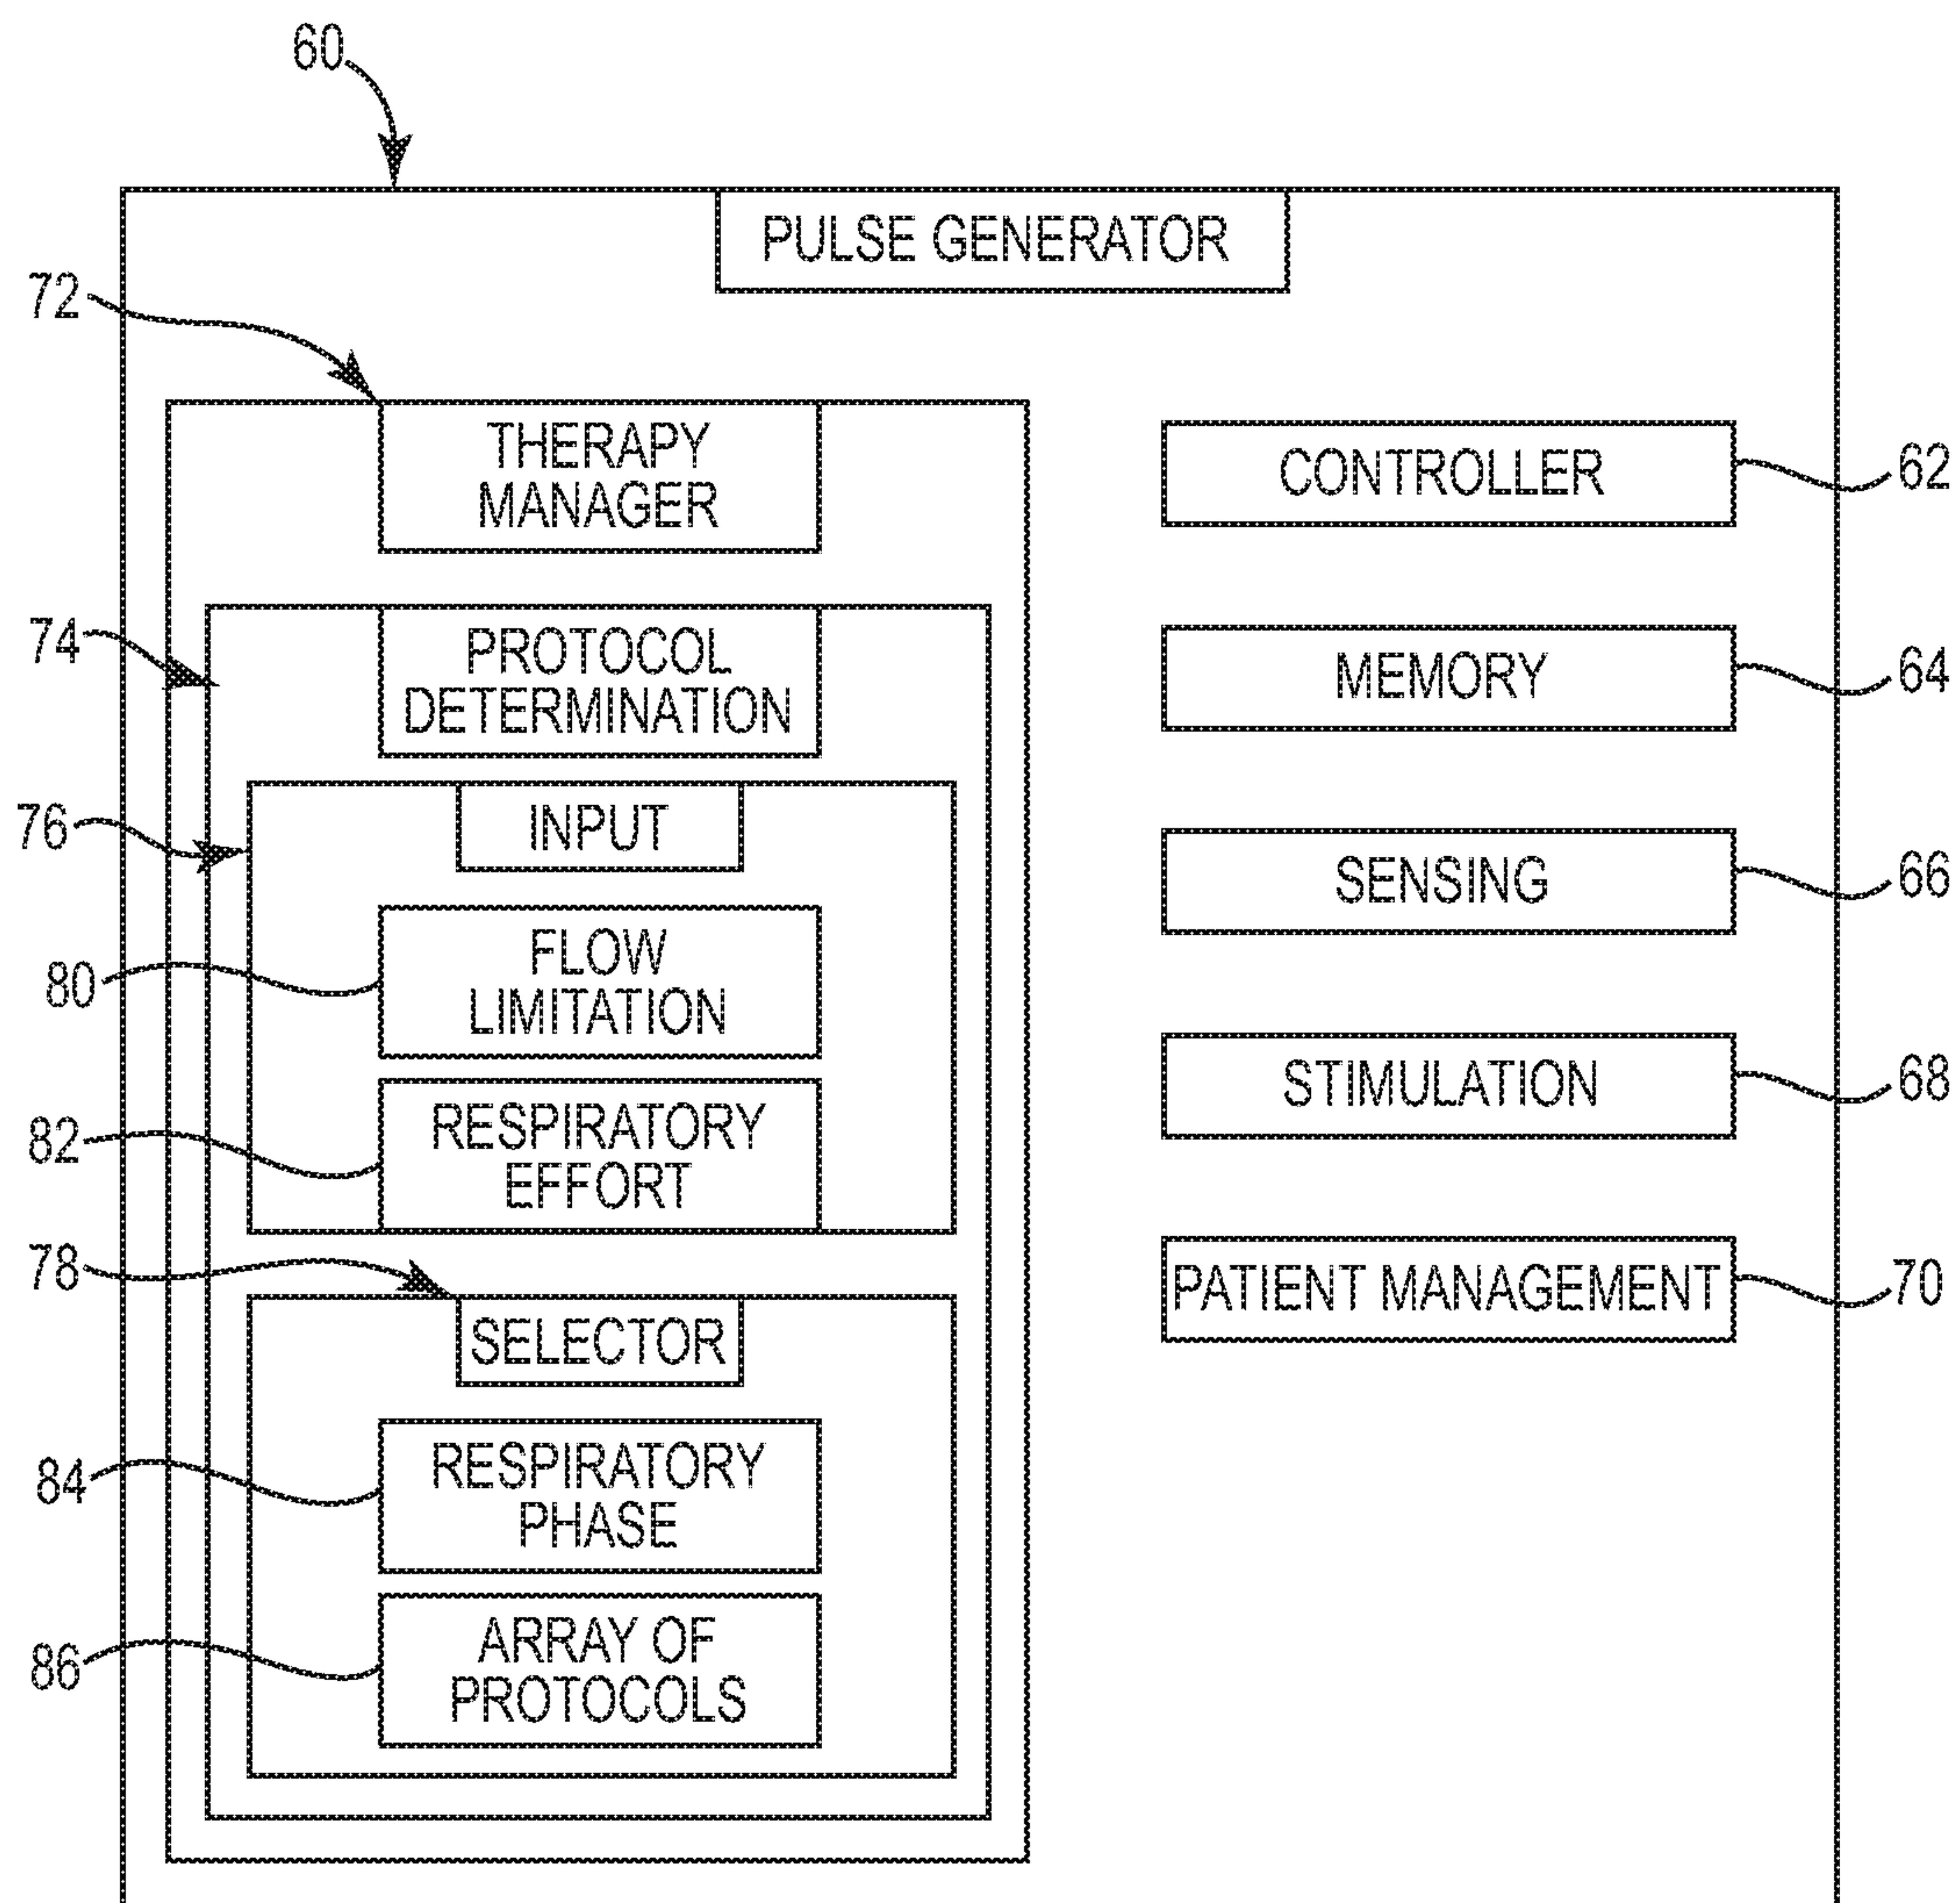 60
PULSE GENERATOR
72
THERAPY
MANAGER
CONTROLLER
62
74
PROTOCOL
DETERMINATION
MEMORY
64
76
INPUT
SENSING
66
80
FLOW
LIMITATION
STIMULATION
68
82
RESPIRATORY
EFFORT
78
SELECTOR
PATIENT MANAGEMENT
70
84
RESPIRATORY
PHASE
86
ARRAY OF
PROTOCOLS